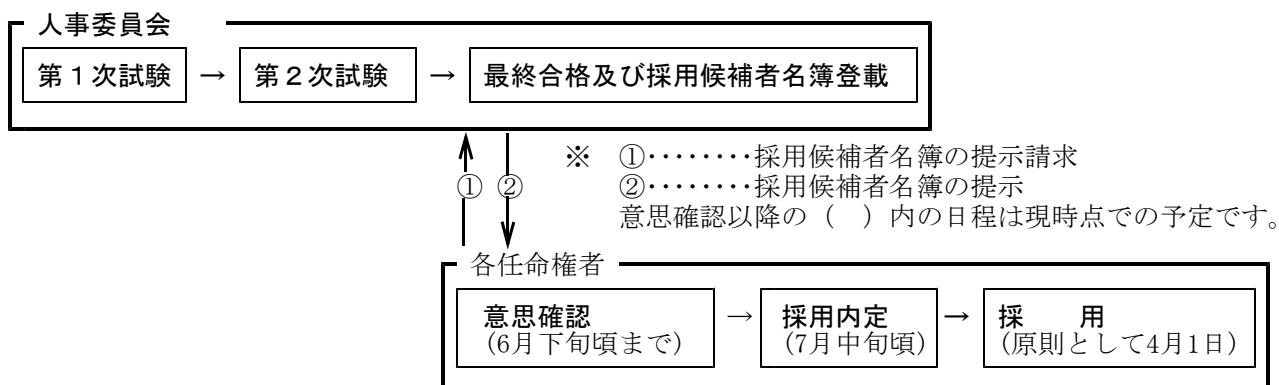 人事委員会
第1次試験 → 第2次試験 → 最終合格及び採用候補者名簿登載
① ②
※ ①········採用候補者名簿の提示請求
②········採用候補者名簿の提示
意思確認以降の(　)内の日程は現時点での予定です。
各任命権者
意思確認 → 採用内定 → 採　用
(6月下旬頃まで) (7月中旬頃) (原則として4月1日)